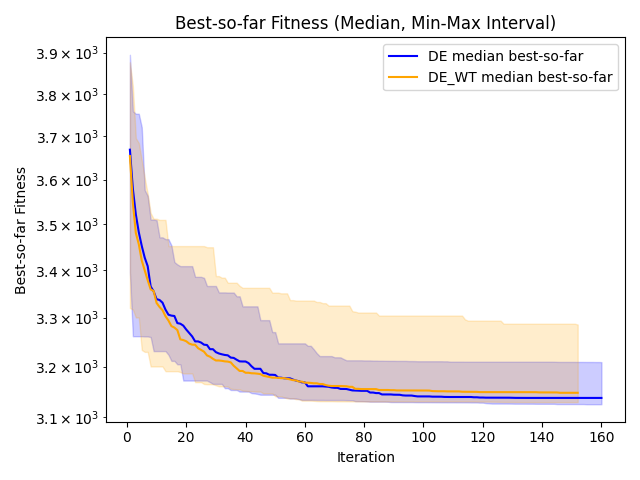 Best-so-far Fitness (Median, Min-Max Interval)
DE median best-so-far
DE_WT median best-so-far
3.9 × 10³
3.8 × 10³
3.7 × 10³
3.6 × 10³
3.5 × 10³
3.4 × 10³
3.3 × 10³
3.2 × 10³
3.1 × 10³
Best-so-far Fitness
0 20 40 60 80 100 120 140 160
Iteration